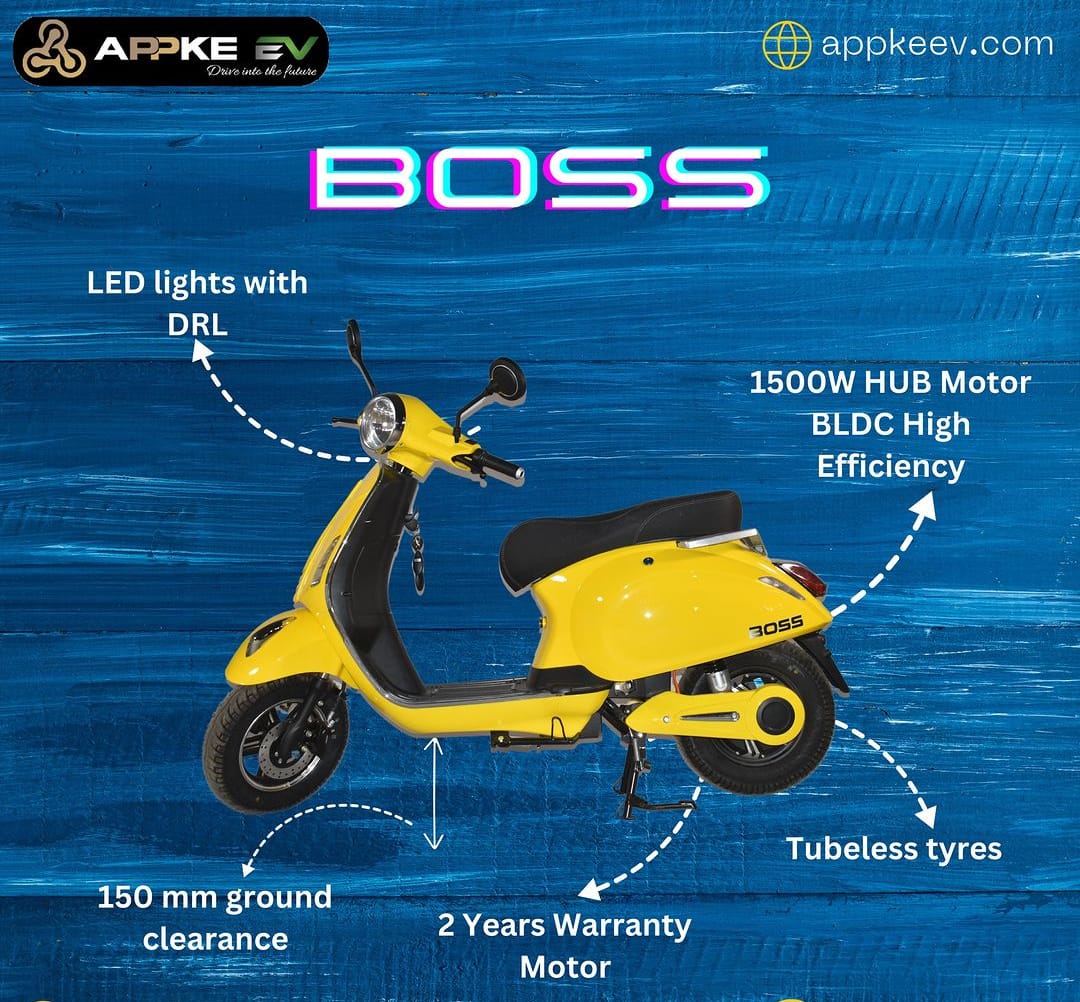 APPKE EV
Drive into the future
appkeev.com
BOSS
LED lights with
DRL
1500W HUB Motor
BLDC High
Efficiency
BOSS
Tubeless tyres
150 mm ground
clearance
2 Years Warranty
Motor